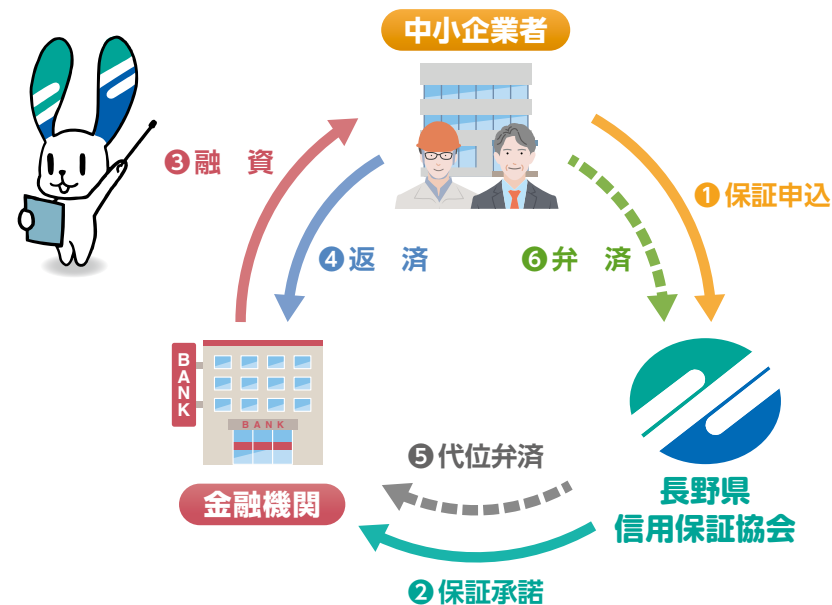 中小企業者
❸融　資
❶保証申込
❹返　済
❻弁　済
BANK
BANK
❺代位弁済
金融機関
長野県
信用保証協会
❷保証承諾